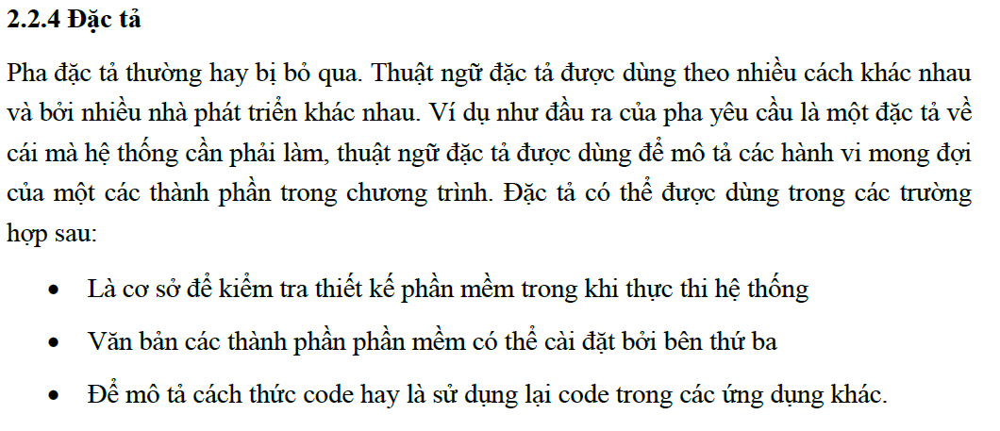 2.2.4 Đặc tả
Pha đặc tả thường hay bị bỏ qua. Thuật ngữ đặc tả được dùng theo nhiều cách khác nhau
và bởi nhiều nhà phát triển khác nhau. Ví dụ như đầu ra của pha yêu cầu là một đặc tả về
cái mà hệ thống cần phải làm, thuật ngữ đặc tả được dùng để mô tả các hành vi mong đợi
của một các thành phần trong chương trình. Đặc tả có thể được dùng trong các trường
hợp sau:
• Là cơ sở để kiểm tra thiết kế phần mềm trong khi thực thi hệ thống
• Văn bản các thành phần phần mềm có thể cài đặt bởi bên thứ ba
• Để mô tả cách thức code hay là sử dụng lại code trong các ứng dụng khác.